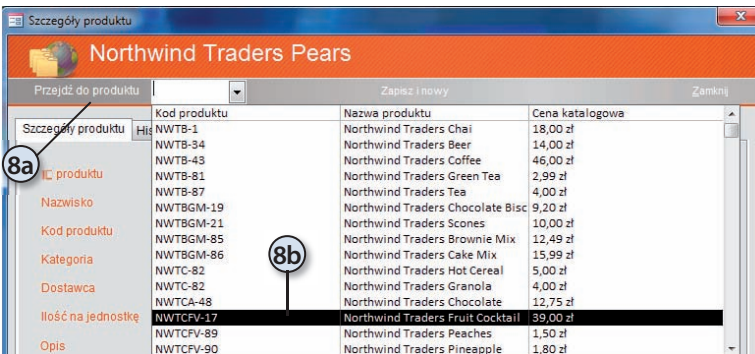 Szczegóły produktu
Northwind Traders Pears
Przejdź do produktu Zapisz i nowy Zamknij
Kod produktu Nazwa produktu Cena katalogowa
Szczegóły produktu His
NWTB-1 Northwind Traders Chai 18,00 zł
NWTB-34 Northwind Traders Beer 14,00 zł
NWTB-43 Northwind Traders Coffee 46,00 zł
8a
produktu
NWTB-81 Northwind Traders Green Tea 2,99 zł
NWTB-87 Northwind Traders Tea 4,00 zł
Nazwisko
NWTBGM-19 Northwind Traders Chocolate Bisc 9,20 zł
NWTBGM-21 Northwind Traders Scones 10,00 zł
Kod produktu
NWTBGM-85 Northwind Traders Brownie Mix 12,49 zł
NWTBGM-86 Northwind Traders Cake Mix 15,99 zł
8b
Kategoria
NWTC-82 Northwind Traders Hot Cereal 5,00 zł
NWTC-82 Northwind Traders Granola 4,00 zł
Dostawca
NWTCA-48 Northwind Traders Chocolate 12,75 zł
Ilość na jednostkę
NWTCFV-17 Northwind Traders Fruit Cocktail 39,00 zł
NWTCFV-89 Northwind Traders Peaches 1,50 zł
Opis
NWTCFV-90 Northwind Traders Pineapple 1,80 zł